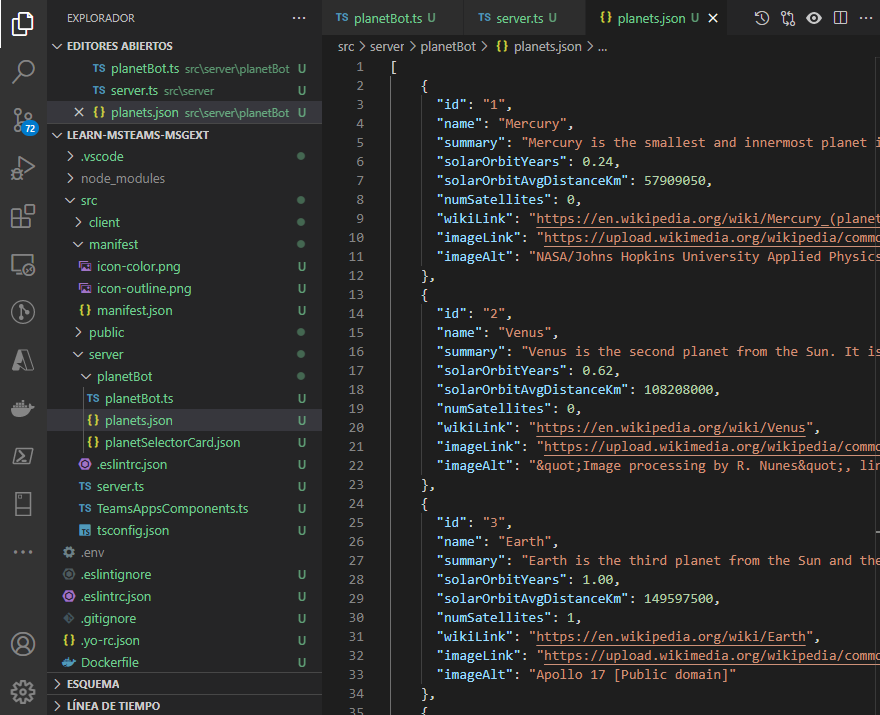 EXPLORADOR
EDITORES ABIERTOS
TS planetBot.ts src\server\planetBot U
TS server.ts src\server U
{} planets.json src\server\planetBot U
72
LEARN-MSTEAMS-MSGEXT
.vscode
node_modules
src
client
manifest
icon-color.png U
icon-outline.png U
{} manifest.json U
public
server
planetBot
TS planetBot.ts U
{} planets.json U
{} planetSelectorCard.json U
.eslintrc.json U
TS server.ts U
TS TeamsAppsComponents.ts U
TS tsconfig.json U
.env
.eslintignore U
.eslintrc.json U
.gitignore U
{} .yo-rc.json U
Dockerfile U
ESQUEMA
LÍNEA DE TIEMPO
TS planetBot.ts U TS server.ts U {} planets.json U
src > server > planetBot > {} planets.json > ...
1 [
2 {
3 "id": "1",
4 "name": "Mercury",
5 "summary": "Mercury is the smallest and innermost planet i
6 "solarOrbitYears": 0.24,
7 "solarOrbitAvgDistanceKm": 57909050,
8 "numSatellites": 0,
9 "wikiLink": "https://en.wikipedia.org/wiki/Mercury_(planet
10 "imageLink": "https://upload.wikimedia.org/wikipedia/commo
11 "imageAlt": "NASA/Johns Hopkins University Applied Physics
12 },
13 {
14 "id": "2",
15 "name": "Venus",
16 "summary": "Venus is the second planet from the Sun. It is
17 "solarOrbitYears": 0.62,
18 "solarOrbitAvgDistanceKm": 108208000,
19 "numSatellites": 0,
20 "wikiLink": "https://en.wikipedia.org/wiki/Venus",
21 "imageLink": "https://upload.wikimedia.org/wikipedia/commo
22 "imageAlt": "&quot;Image processing by R. Nunes&quot;, lin
23 },
24 {
25 "id": "3",
26 "name": "Earth",
27 "summary": "Earth is the third planet from the Sun and the
28 "solarOrbitYears": 1.00,
29 "solarOrbitAvgDistanceKm": 149597500,
30 "numSatellites": 1,
31 "wikiLink": "https://en.wikipedia.org/wiki/Earth",
32 "imageLink": "https://upload.wikimedia.org/wikipedia/commo
33 "imageAlt": "Apollo 17 [Public domain]"
34 },
35 {